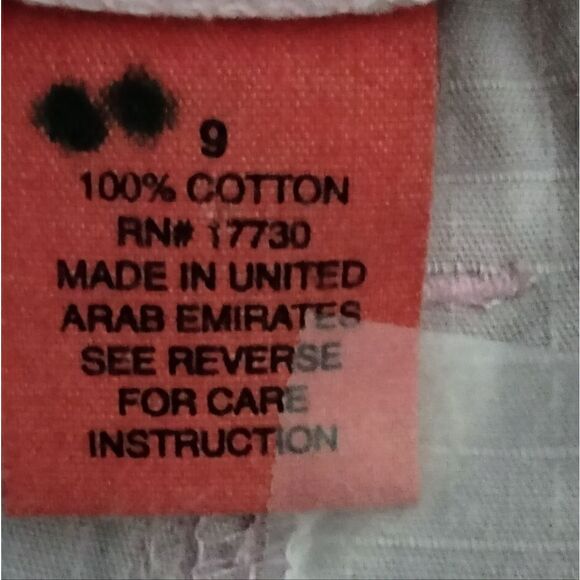 9
100% COTTON
RN# 17730
MADE IN UNITED
ARAB EMIRATES
SEE REVERSE
FOR CARE
INSTRUCTION